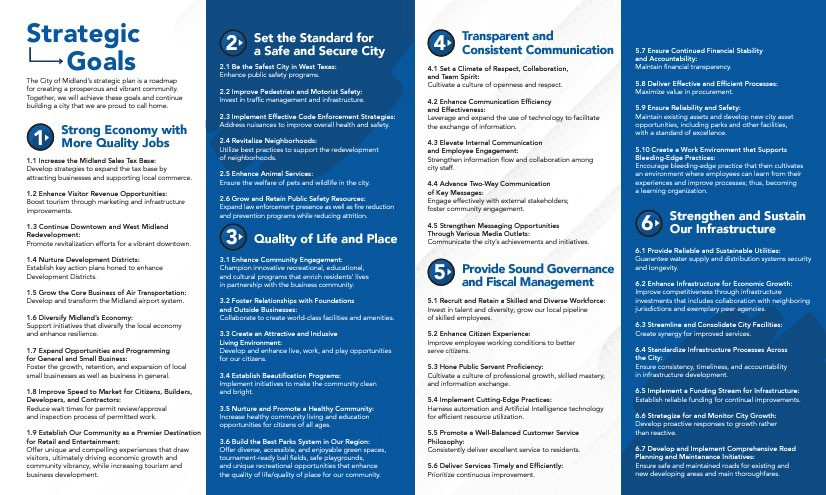 Strategic
Goals
The City of Midland's strategic plan is a roadmap
for creating a prosperous and vibrant community.
Together, we will achieve these goals and continue
building a city that we are proud to call home.
1
Strong Economy with
More Quality Jobs
1.1 Increase the Midland Sales Tax Base:
Develop strategies to expand the tax base by
attracting businesses and supporting local commerce.
1.2 Enhance Visitor Revenue Opportunities:
Boost tourism through marketing and infrastructure
improvements.
1.3 Continue Downtown and West Midland
Redevelopment:
Promote revitalization efforts for a vibrant downtown.
1.4 Nurture Development Districts:
Establish key action plans honed to enhance
Development Districts.
1.5 Grow the Core Business of Air Transportation:
Develop and transform the Midland airport system.
1.6 Diversify Midland's Economy:
Support initiatives that diversify the local economy
and enhance resilience.
1.7 Expand Opportunities and Programming
for General and Small Business:
Foster the growth, retention, and expansion of local
small businesses as well as business in general.
1.8 Improve Speed to Market for Citizens, Builders,
Developers, and Contractors:
Reduce wait times for permit review/approval
and inspection process of permitted work.
1.9 Establish Our Community as a Premier Destination
for Retail and Entertainment:
Offer unique and compelling experiences that draw
visitors, ultimately driving economic growth and
community vibrancy, while increasing tourism and
business development.
2
Set the Standard for
a Safe and Secure City
2.1 Be the Safest City in West Texas:
Enhance public safety programs.
2.2 Improve Pedestrian and Motorist Safety:
Invest in traffic management and infrastructure.
2.3 Implement Effective Code Enforcement Strategies:
Address nuisances to improve overall health and safety.
2.4 Revitalize Neighborhoods:
Utilize best practices to support the redevelopment
of neighborhoods.
2.5 Enhance Animal Services:
Ensure the welfare of pets and wildlife in the city.
2.6 Grow and Retain Public Safety Resources:
Expand law enforcement presence as well as fire reduction
and prevention programs while reducing attrition.
3
Quality of Life and Place
3.1 Enhance Community Engagement:
Champion innovative recreational, educational,
and cultural programs that enrich residents' lives
in partnership with the business community.
3.2 Foster Relationships with Foundations
and Outside Businesses:
Collaborate to create world-class facilities and amenities.
3.3 Create an Attractive and Inclusive
Living Environment:
Develop and enhance live, work, and play opportunities
for our citizens.
3.4 Establish Beautification Programs:
Implement initiatives to make the community clean
and bright.
3.5 Nurture and Promote a Healthy Community:
Increase healthy community living and education
opportunities for citizens of all ages.
3.6 Build the Best Parks System in Our Region:
Offer diverse, accessible, and enjoyable green spaces,
tournament-ready ball fields, safe playgrounds,
and unique recreational opportunities that enhance
the quality of life/quality of place for our community.
4
Transparent and
Consistent Communication
4.1 Set a Climate of Respect, Collaboration,
and Team Spirit:
Cultivate a culture of openness and respect.
4.2 Enhance Communication Efficiency
and Effectiveness:
Leverage and expand the use of technology to facilitate
the exchange of information.
4.3 Elevate Internal Communication
and Employee Engagement:
Strengthen information flow and collaboration among
city staff.
4.4 Advance Two-Way Communication
of Key Messages:
Engage effectively with external stakeholders;
foster community engagement.
4.5 Strengthen Messaging Opportunities
Through Various Media Outlets:
Communicate the city's achievements and initiatives.
5
Provide Sound Governance
and Fiscal Management
5.1 Recruit and Retain a Skilled and Diverse Workforce:
Invest in talent and diversity; grow our local pipeline
of skilled employees.
5.2 Enhance Citizen Experience:
Improve employee working conditions to better
serve citizens.
5.3 Hone Public Servant Proficiency:
Cultivate a culture of professional growth, skilled mastery,
and information exchange.
5.4 Implement Cutting-Edge Practices:
Harness automation and Artificial Intelligence technology
for efficient resource utilization.
5.5 Promote a Well-Balanced Customer Service
Philosophy:
Consistently deliver excellent service to residents.
5.6 Deliver Services Timely and Efficiently:
Prioritize continuous improvement.
5.7 Ensure Continued Financial Stability
and Accountability:
Maintain financial transparency.
5.8 Deliver Effective and Efficient Processes:
Maximize value in procurement.
5.9 Ensure Reliability and Safety:
Maintain existing assets and develop new city asset
opportunities, including parks and other facilities,
with a standard of excellence.
5.10 Create a Work Environment that Supports
Bleeding-Edge Practices:
Encourage bleeding-edge practice that then cultivates
an environment where employees can learn from their
experiences and improve processes; thus, becoming
a learning organization.
6
Strengthen and Sustain
Our Infrastructure
6.1 Provide Reliable and Sustainable Utilities:
Guarantee water supply and distribution systems security
and longevity.
6.2 Enhance Infrastructure for Economic Growth:
Improve competitiveness through infrastructure
investments that includes collaboration with neighboring
jurisdictions and exemplary peer agencies.
6.3 Streamline and Consolidate City Facilities:
Create synergy for improved services.
6.4 Standardize Infrastructure Processes Across
the City:
Ensure consistency, timeliness, and accountability
in infrastructure development.
6.5 Implement a Funding Stream for Infrastructure:
Establish reliable funding for continual improvements.
6.6 Strategize for and Monitor City Growth:
Develop proactive responses to growth rather
than reactive.
6.7 Develop and Implement Comprehensive Road
Planning and Maintenance Initiatives:
Ensure safe and maintained roads for existing and
new developing areas and main thoroughfares.